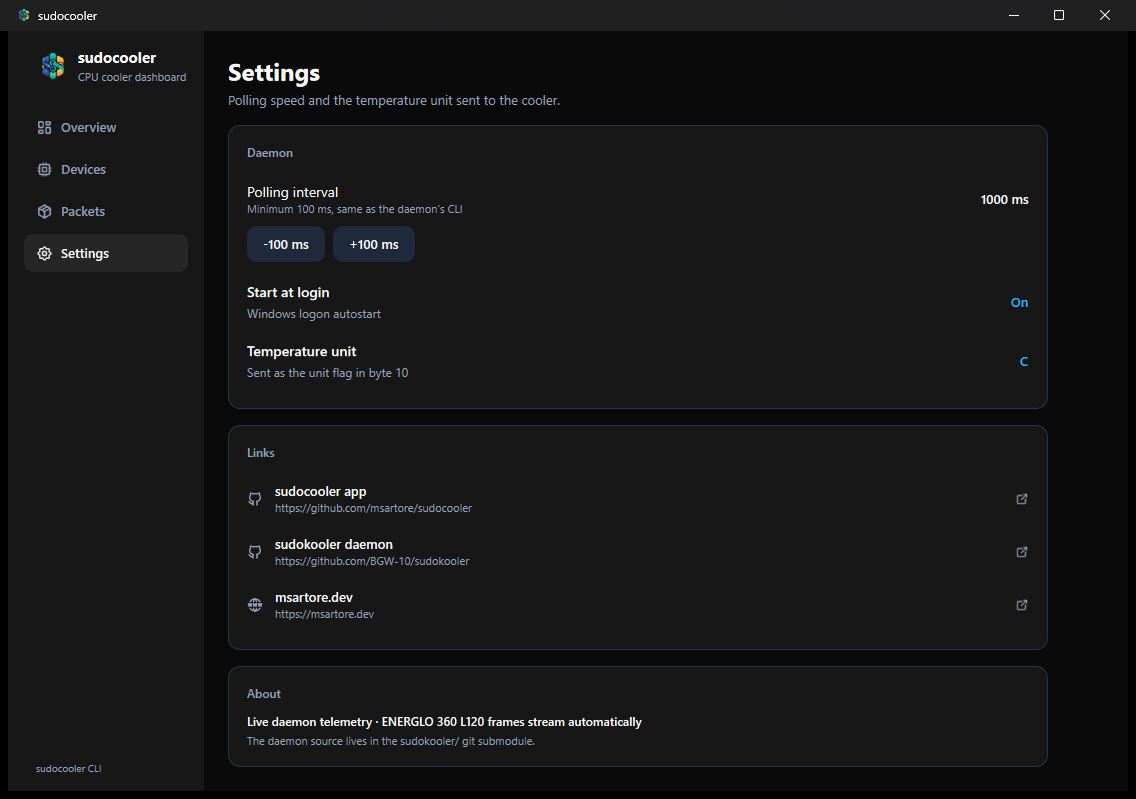 sudocooler
sudocooler
CPU cooler dashboard
Overview
Devices
Packets
Settings
sudocooler CLI
Settings
Polling speed and the temperature unit sent to the cooler.
Daemon
Polling interval
Minimum 100 ms, same as the daemon's CLI
1000 ms
-100 ms
+100 ms
Start at login
Windows logon autostart
On
Temperature unit
Sent as the unit flag in byte 10
C
Links
sudocooler app
https://github.com/msartore/sudocooler
sudokooler daemon
https://github.com/BGW-10/sudokooler
msartore.dev
https://msartore.dev
About
Live daemon telemetry · ENERGLO 360 L120 frames stream automatically
The daemon source lives in the sudokooler/ git submodule.